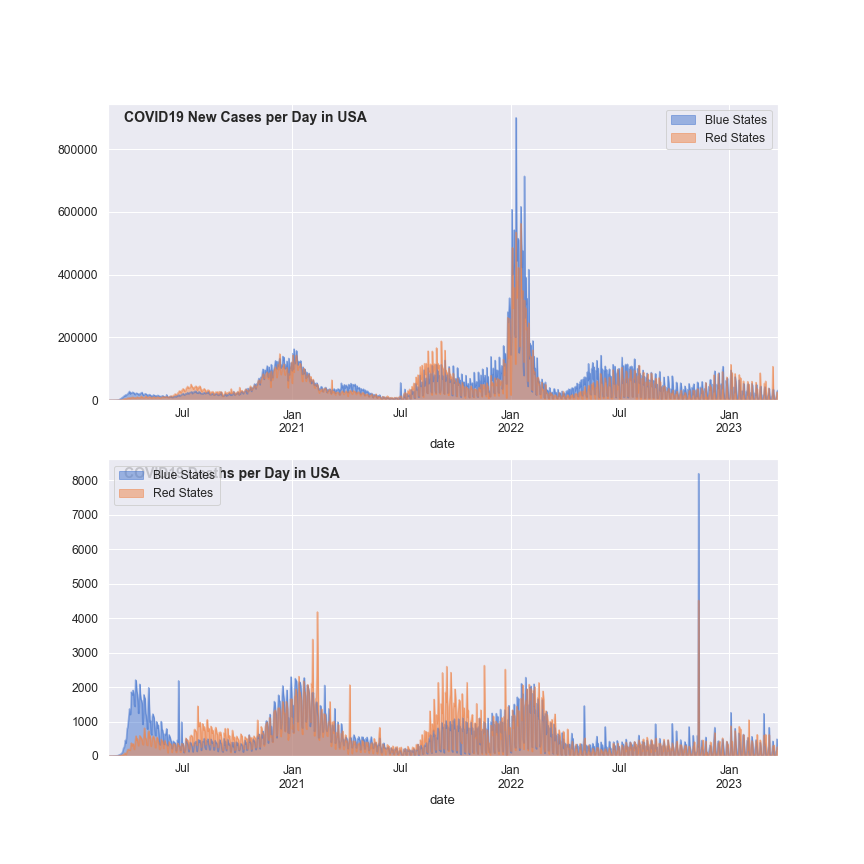 COVID19 New Cases per Day in USA
Blue States
Red States
800000
600000
400000
200000
0
Jul
Jan
2021
Jul
Jan
2022
Jul
Jan
2023
date
COVID19 Deaths per Day in USA
Blue States
Red States
8000
7000
6000
5000
4000
3000
2000
1000
0
Jul
Jan
2021
Jul
Jan
2022
Jul
Jan
2023
date